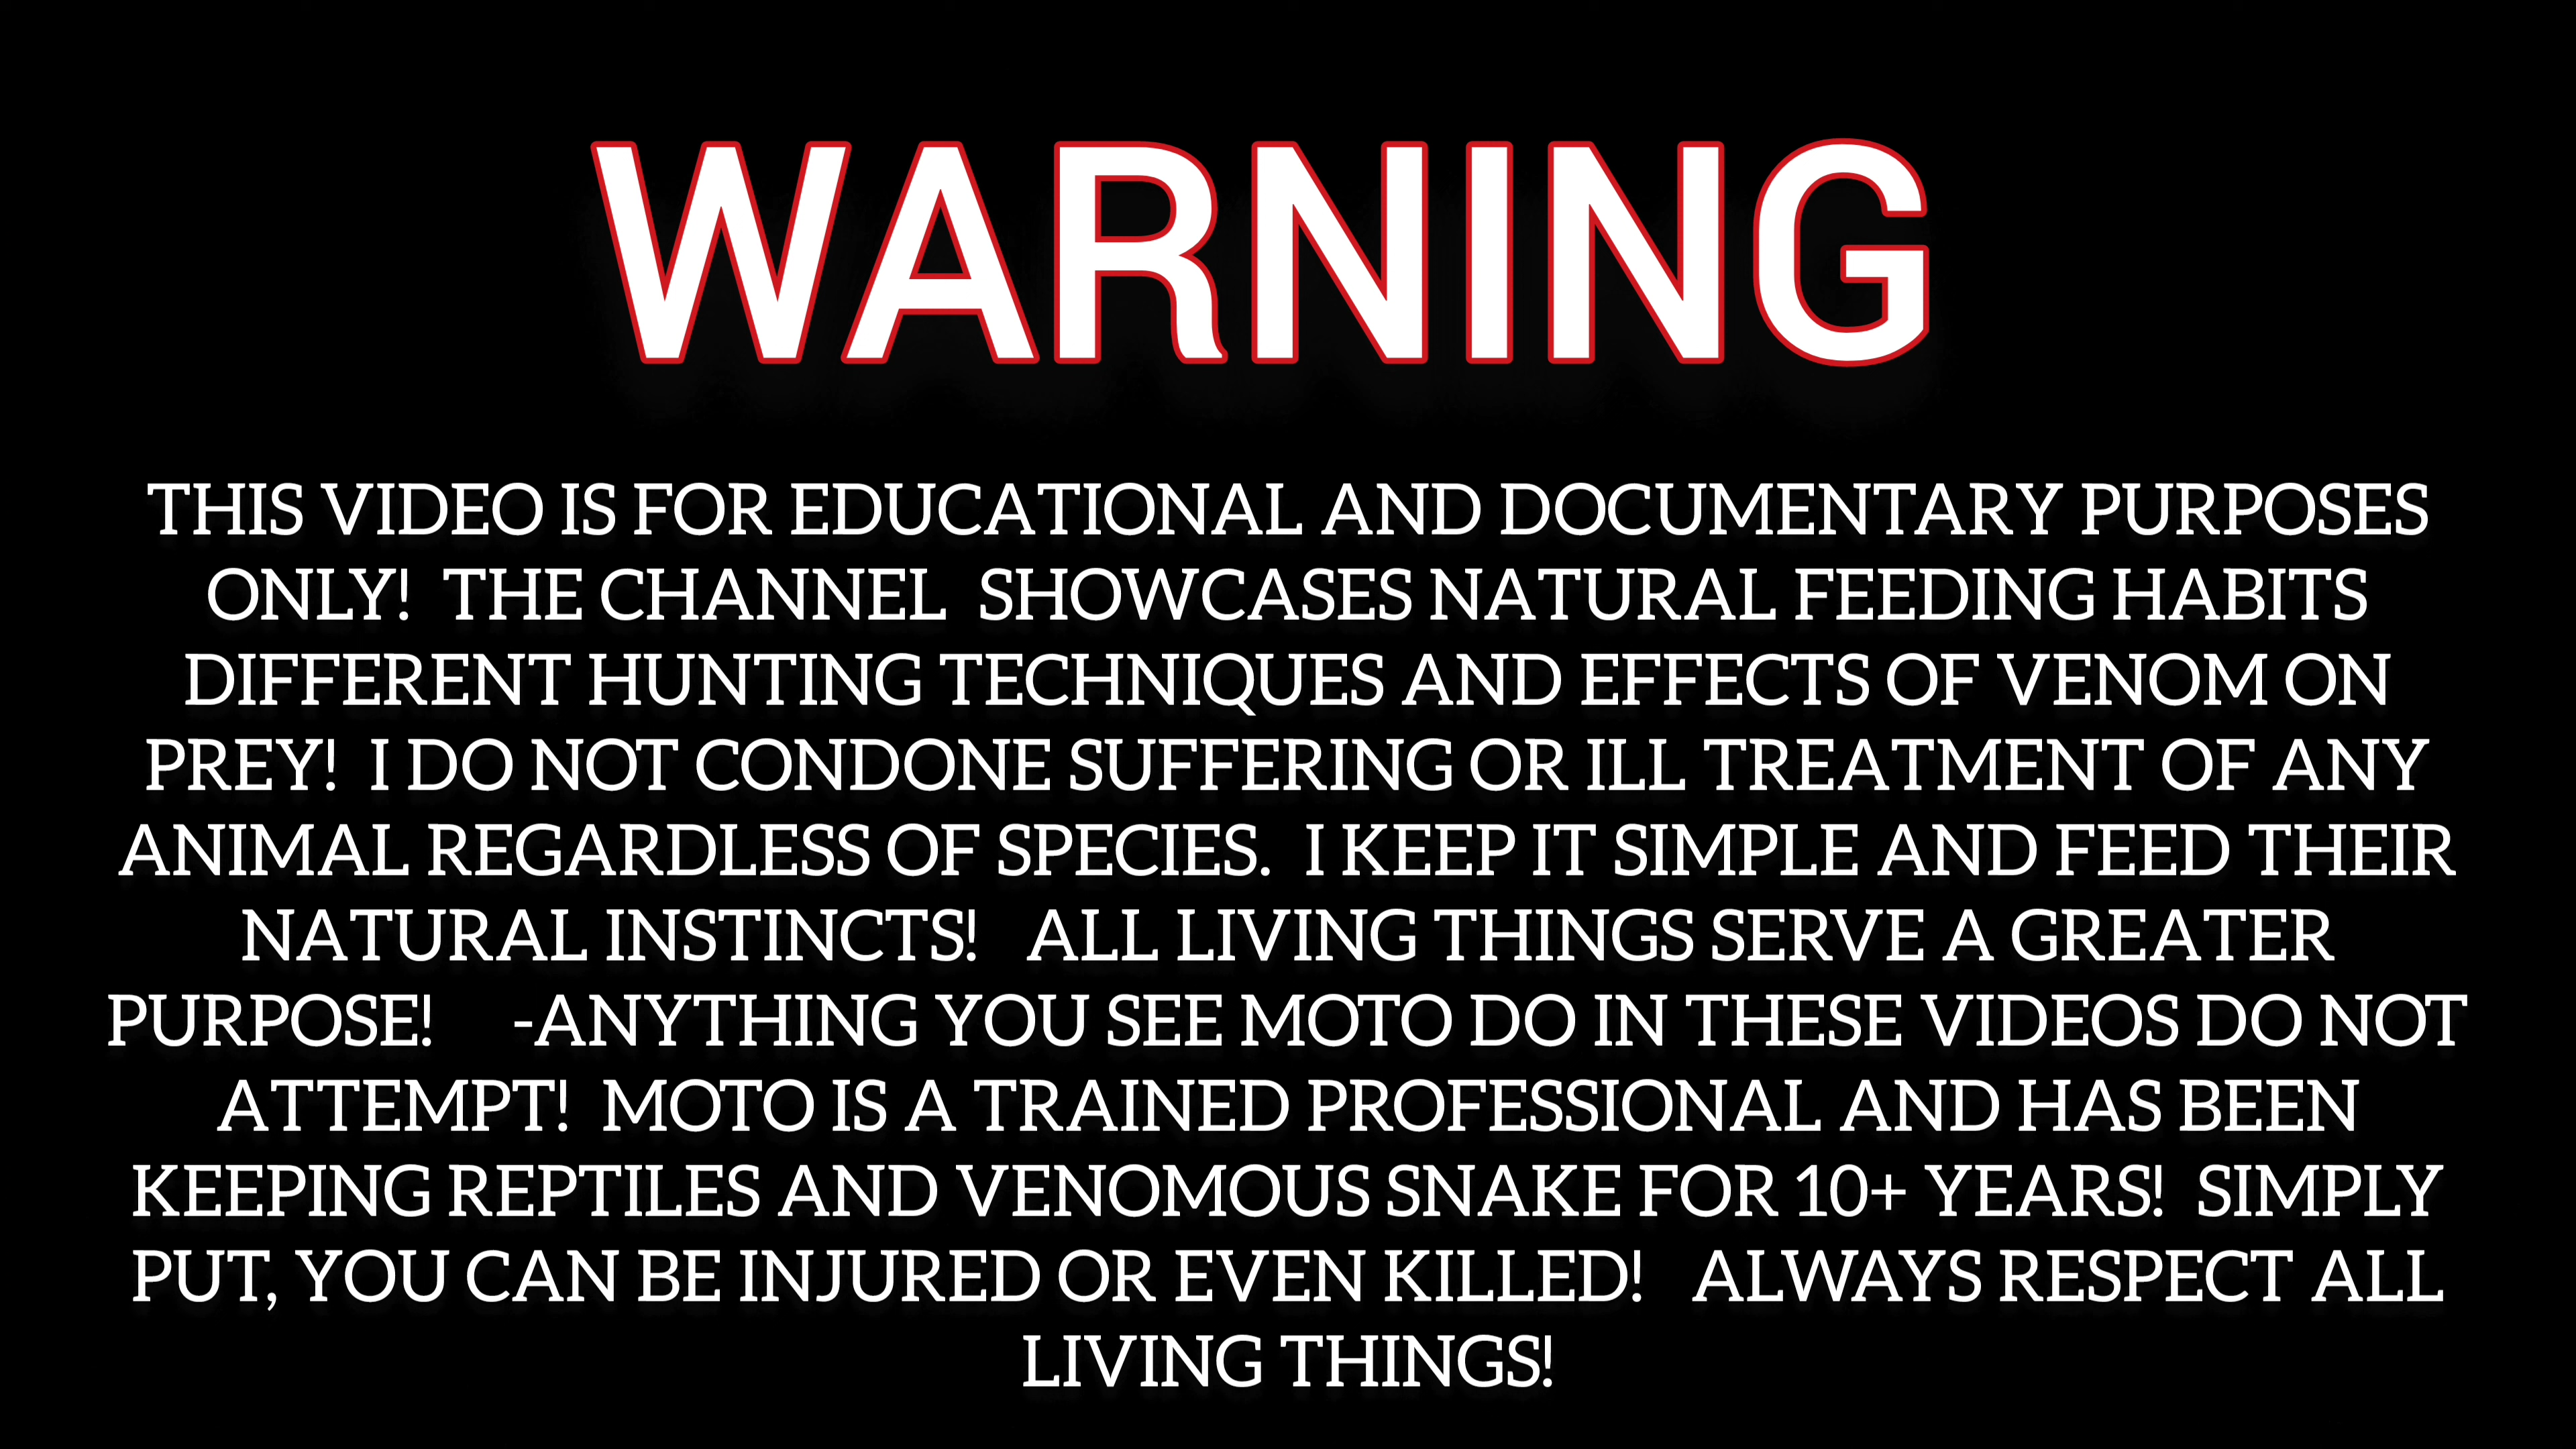 WARNING
THIS VIDEO IS FOR EDUCATIONAL AND DOCUMENTARY PURPOSES
ONLY!  THE CHANNEL  SHOWCASES NATURAL FEEDING HABITS
DIFFERENT HUNTING TECHNIQUES AND EFFECTS OF VENOM ON
PREY!  I DO NOT CONDONE SUFFERING OR ILL TREATMENT OF ANY
ANIMAL REGARDLESS OF SPECIES.  I KEEP IT SIMPLE AND FEED THEIR
NATURAL INSTINCTS!   ALL LIVING THINGS SERVE A GREATER
PURPOSE!     -ANYTHING YOU SEE MOTO DO IN THESE VIDEOS DO NOT
ATTEMPT!  MOTO IS A TRAINED PROFESSIONAL AND HAS BEEN
KEEPING REPTILES AND VENOMOUS SNAKE FOR 10+ YEARS!  SIMPLY
PUT, YOU CAN BE INJURED OR EVEN KILLED!   ALWAYS RESPECT ALL
LIVING THINGS!